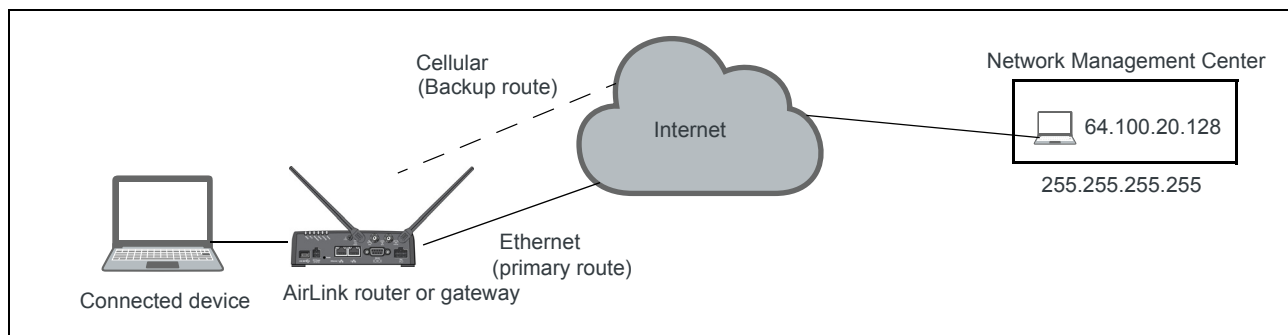 Cellular
(Backup route)
Internet
Network Management Center
64.100.20.128
255.255.255.255
Ethernet
(primary route)
Connected device
AirLink router or gateway